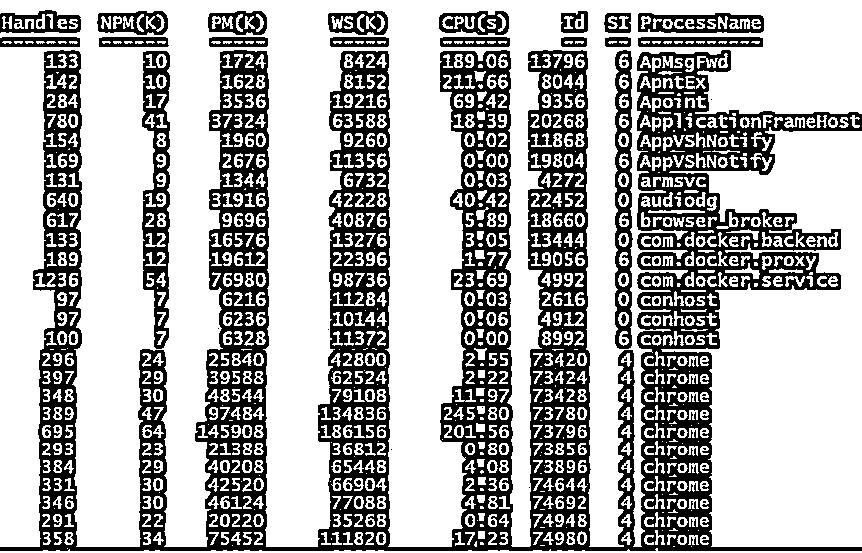 Handles NPM(K) PM(K) WS(K) CPU(s) Id SI ProcessName
------- ------ ----- ----- ------ -- -- -----------
133 10 1724 8424 189.06 13796 6 ApMsgFwd
142 10 1628 8152 211.66 8044 6 ApntEx
284 17 3536 19216 69.42 9356 6 Apoint
780 41 37324 63588 18.39 20268 6 ApplicationFrameHost
154 8 1960 9260 0.02 11868 0 AppVShNotify
169 9 2676 11356 0.00 19804 6 AppVShNotify
131 9 1344 6732 0.03 4272 0 armsvc
640 19 31916 42228 40.42 22452 0 audiodg
617 28 9696 40876 5.89 18660 6 browser_broker
133 12 16576 13276 3.05 13444 0 com.docker.backend
189 12 19612 22396 1.77 19056 6 com.docker.proxy
1236 54 76980 98736 23.69 4992 0 com.docker.service
97 7 6216 11284 0.03 2616 0 conhost
97 7 6236 10144 0.06 4912 0 conhost
100 7 6328 11372 0.00 8992 6 conhost
296 24 25840 42800 2.55 73420 4 chrome
397 29 39588 62524 2.22 73424 4 chrome
348 30 48544 79108 11.97 73428 4 chrome
389 47 97484 134836 245.80 73780 4 chrome
695 64 145908 186156 201.56 73796 4 chrome
293 23 21388 36812 0.80 73856 4 chrome
384 29 40208 65448 4.08 73896 4 chrome
331 30 42520 66904 2.36 74644 4 chrome
346 30 46124 77088 4.81 74692 4 chrome
291 22 20220 35268 0.64 74948 4 chrome
358 34 75452 111820 17.23 74980 4 chrome